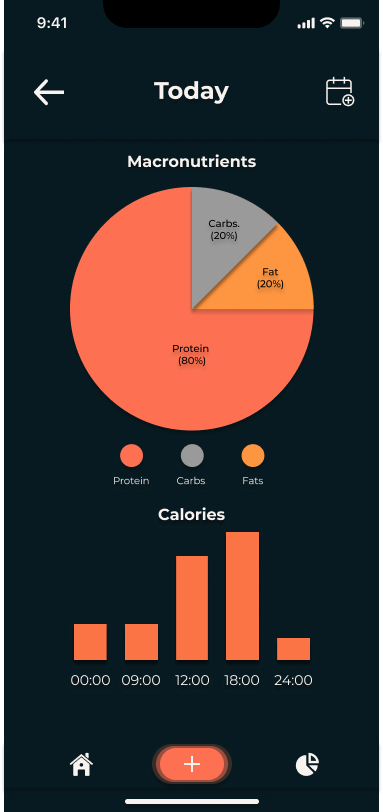 9:41
Today
Macronutrients
Carbs.
(20%)
Fat
(20%)
Protein
(80%)
Protein Carbs Fats
Calories
00:00 09:00 12:00 18:00 24:00